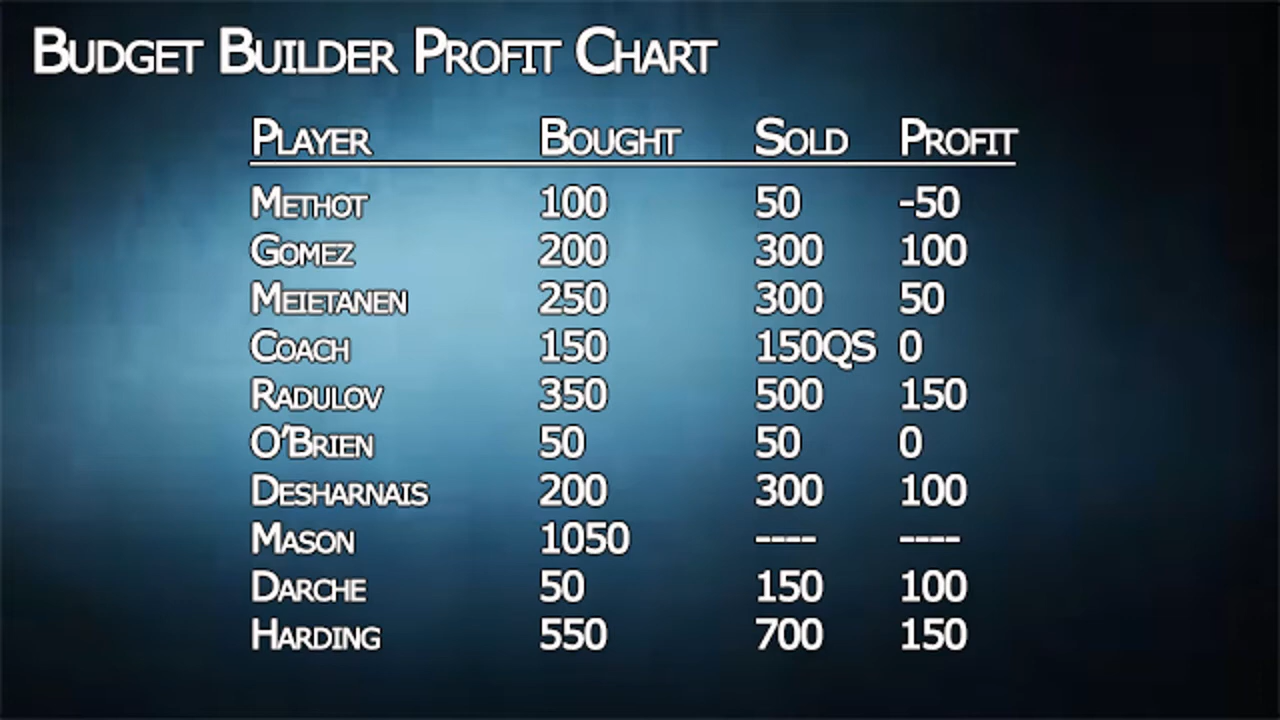 Budget Builder Profit Chart
Player Bought Sold Profit
Methot 100 50 -50
Gomez 200 300 100
Meietanen 250 300 50
Coach 150 150QS 0
Radulov 350 500 150
O'Brien 50 50 0
Desharnais 200 300 100
Mason 1050 ---- ----
Darche 50 150 100
Harding 550 700 150